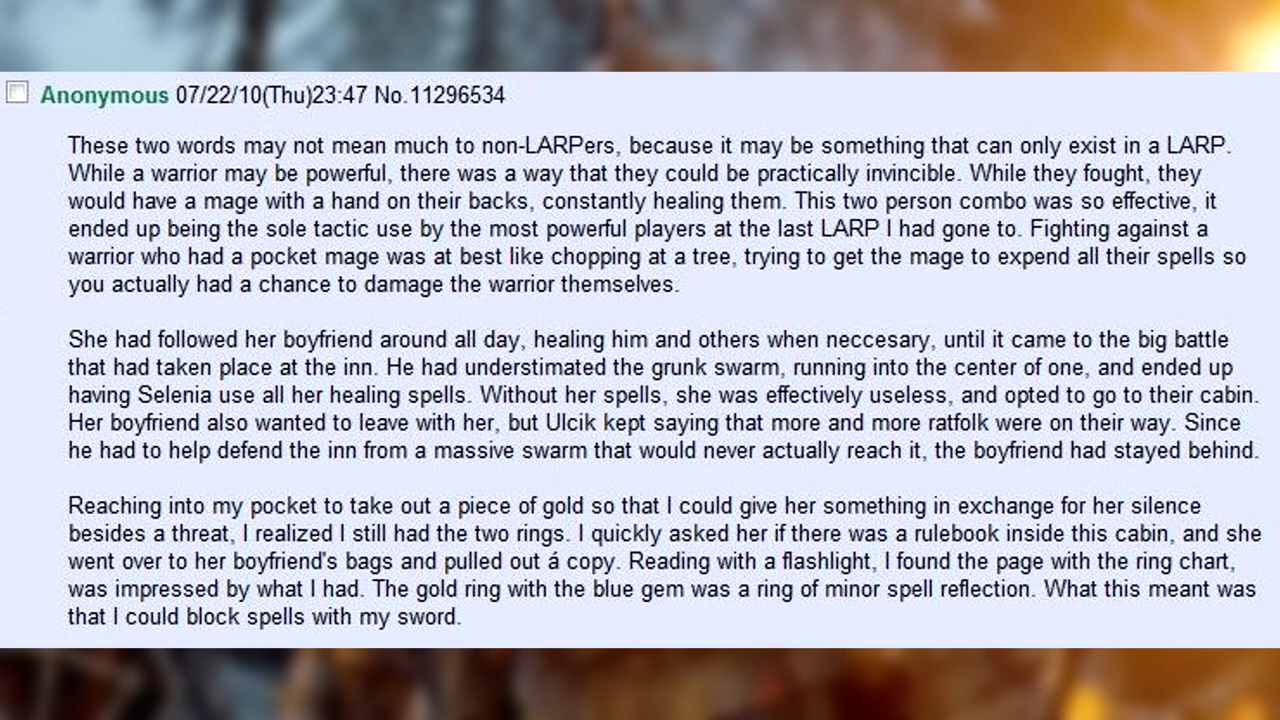 Anonymous 07/22/10(Thu)23:47 No.11296534
These two words may not mean much to non-LARPers, because it may be something that can only exist in a LARP.
While a warrior may be powerful, there was a way that they could be practically invincible. While they fought, they
would have a mage with a hand on their backs, constantly healing them. This two person combo was so effective, it
ended up being the sole tactic use by the most powerful players at the last LARP I had gone to. Fighting against a
warrior who had a pocket mage was at best like chopping at a tree, trying to get the mage to expend all their spells so
you actually had a chance to damage the warrior themselves.
She had followed her boyfriend around all day, healing him and others when neccesary, until it came to the big battle
that had taken place at the inn. He had understimated the grunk swarm, running into the center of one, and ended up
having Selenia use all her healing spells. Without her spells, she was effectively useless, and opted to go to their cabin.
Her boyfriend also wanted to leave with her, but Ulcik kept saying that more and more ratfolk were on their way. Since
he had to help defend the inn from a massive swarm that would never actually reach it, the boyfriend had stayed behind.
Reaching into my pocket to take out a piece of gold so that I could give her something in exchange for her silence
besides a threat, I realized I still had the two rings. I quickly asked her if there was a rulebook inside this cabin, and she
went over to her boyfriend's bags and pulled out á copy. Reading with a flashlight, I found the page with the ring chart,
was impressed by what I had. The gold ring with the blue gem was a ring of minor spell reflection. What this meant was
that I could block spells with my sword.